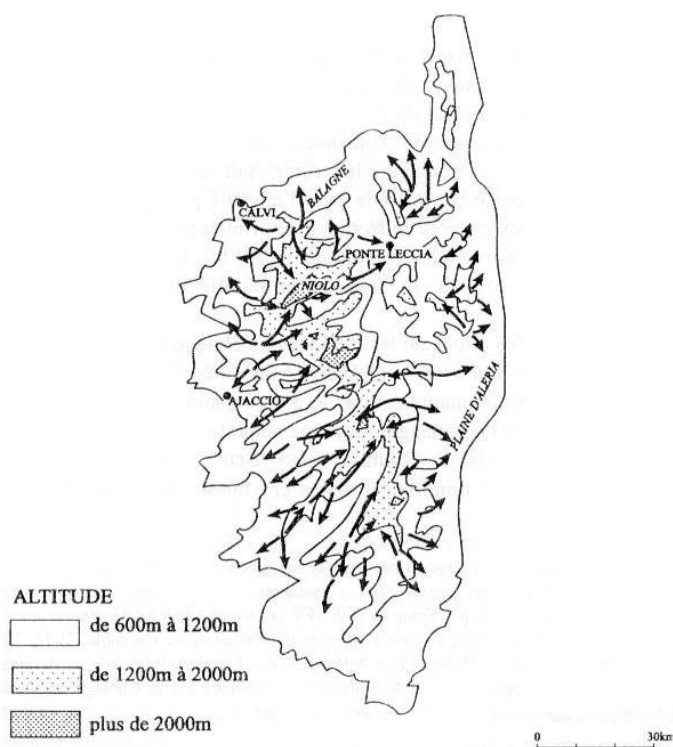 BALAGNE
CALVI
PONTE LECCIA
NIOLO
AJACCIO
PLAINE D'ALERIA
ALTITUDE
de 600m à 1200m
de 1200m à 2000m
plus de 2000m
0 30km